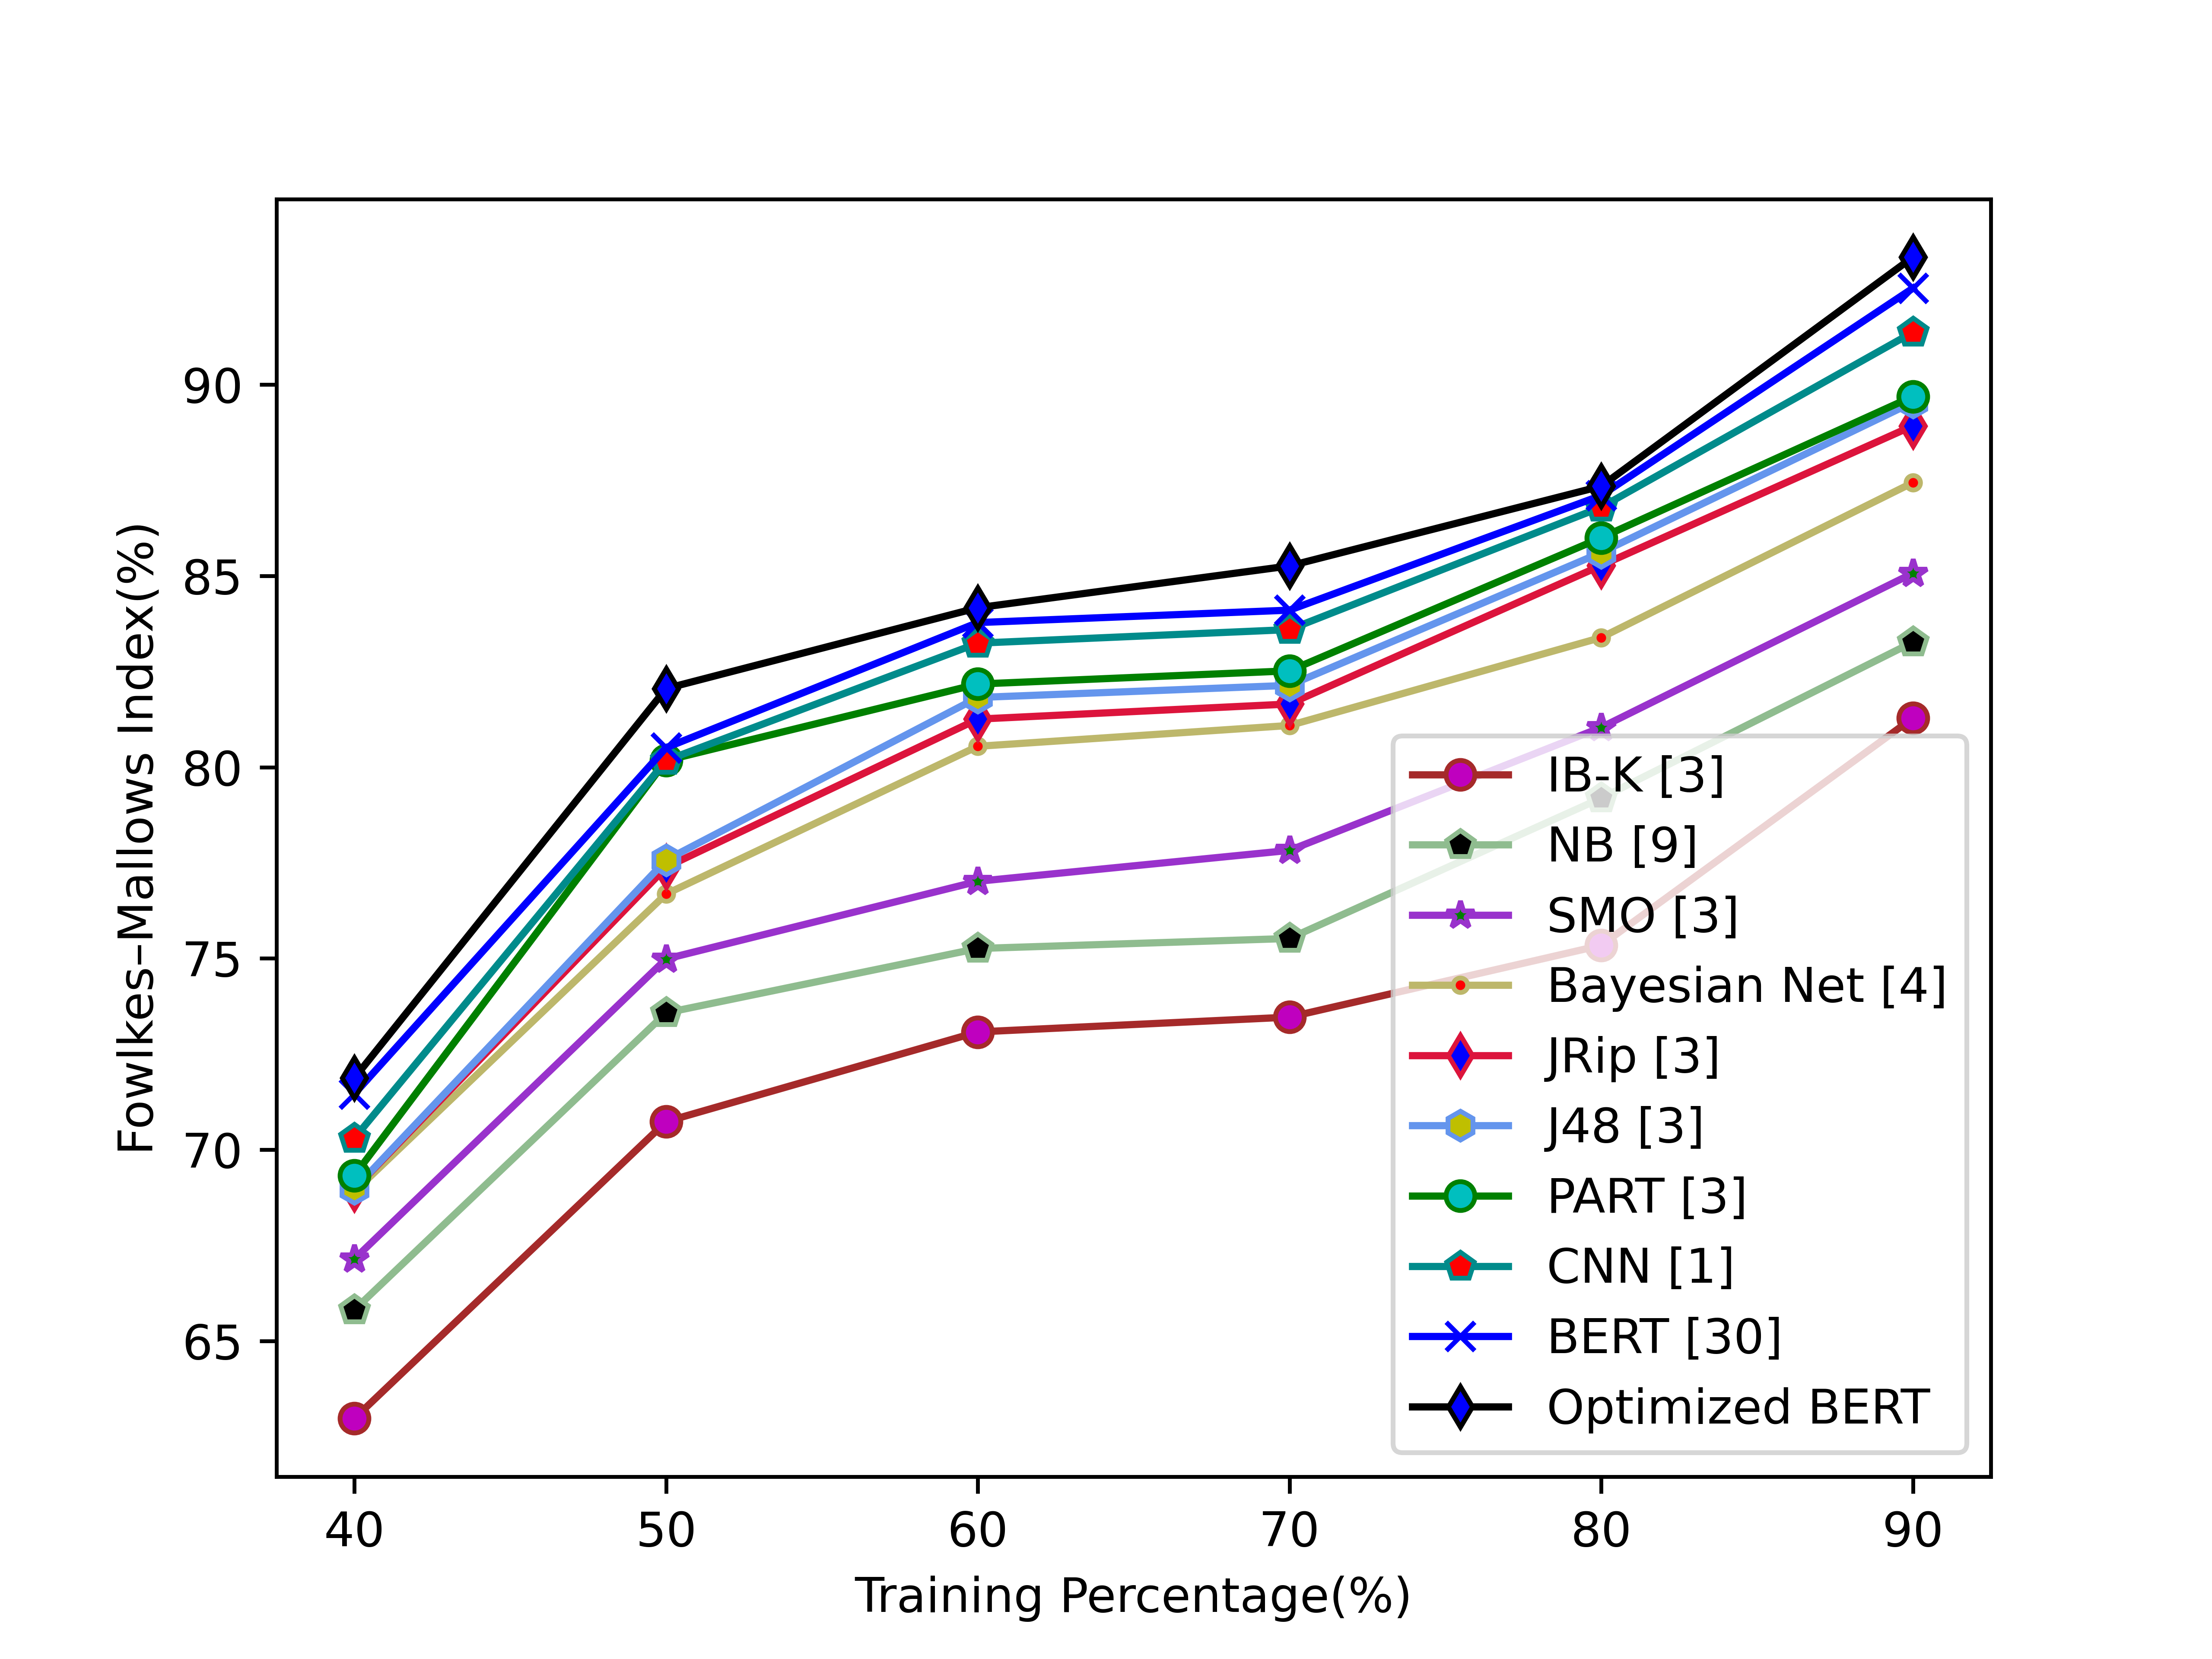 Fowlkes–Mallows Index(%)
90
85
80
75
70
65
40 50 60 70 80 90
Training Percentage(%)
IB-K [3]
NB [9]
SMO [3]
Bayesian Net [4]
JRip [3]
J48 [3]
PART [3]
CNN [1]
BERT [30]
Optimized BERT